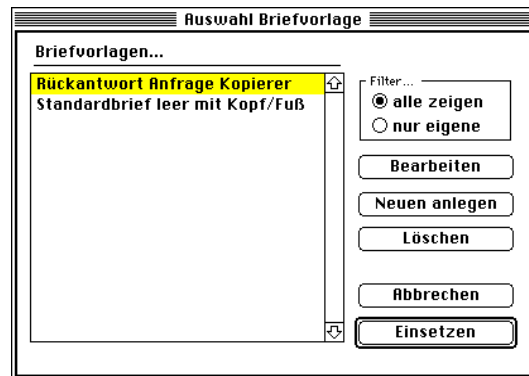 Auswahl Briefvorlage
Briefvorlagen...
Rückantwort Anfrage Kopierer
Standardbrief leer mit Kopf/Fuß
Filter...
alle zeigen
nur eigene
Bearbeiten
Neuen anlegen
Löschen
Abbrechen
Einsetzen